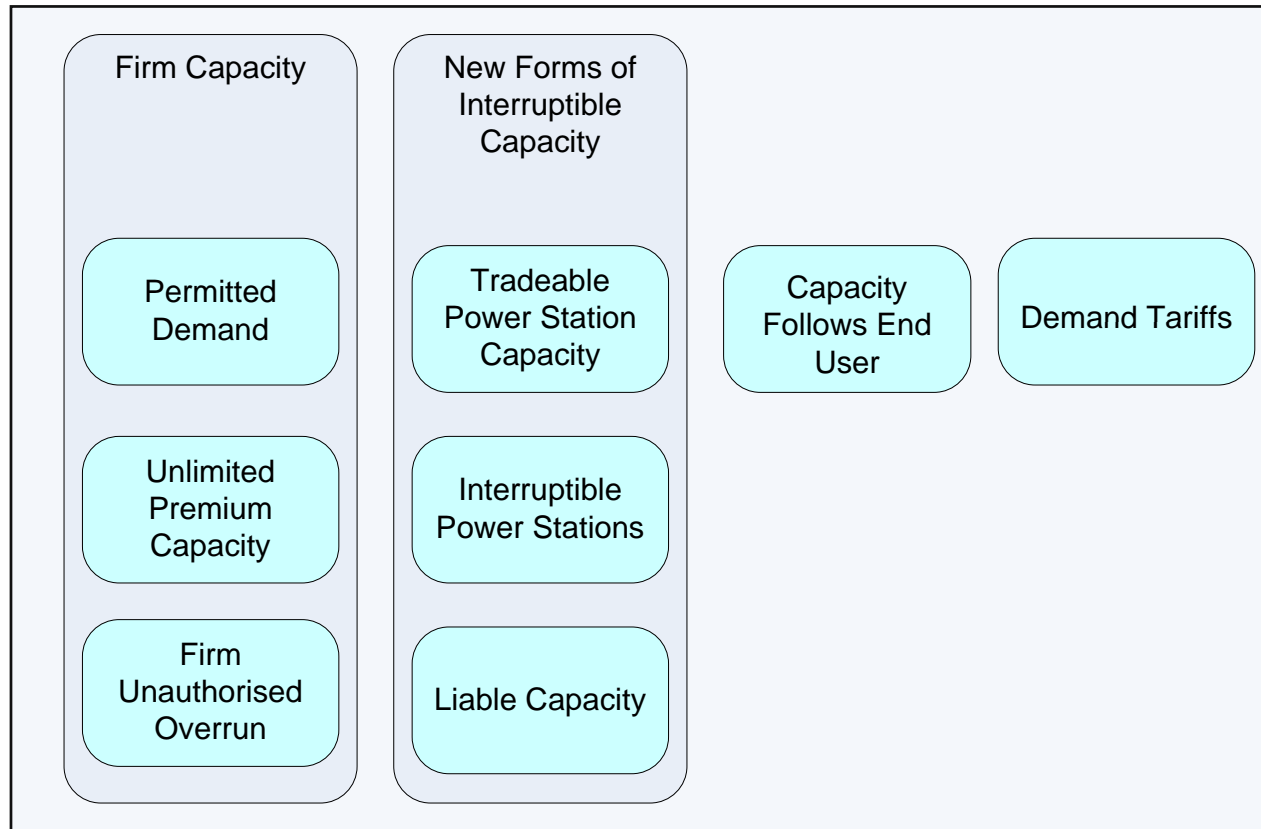 Firm Capacity
Permitted
Demand
Unlimited
Premium
Capacity
Firm
Unauthorised
Overrun
New Forms of
Interruptible
Capacity
Tradeable
Power Station
Capacity
Interruptible
Power Stations
Liable Capacity
Capacity
Follows End
User
Demand Tariffs